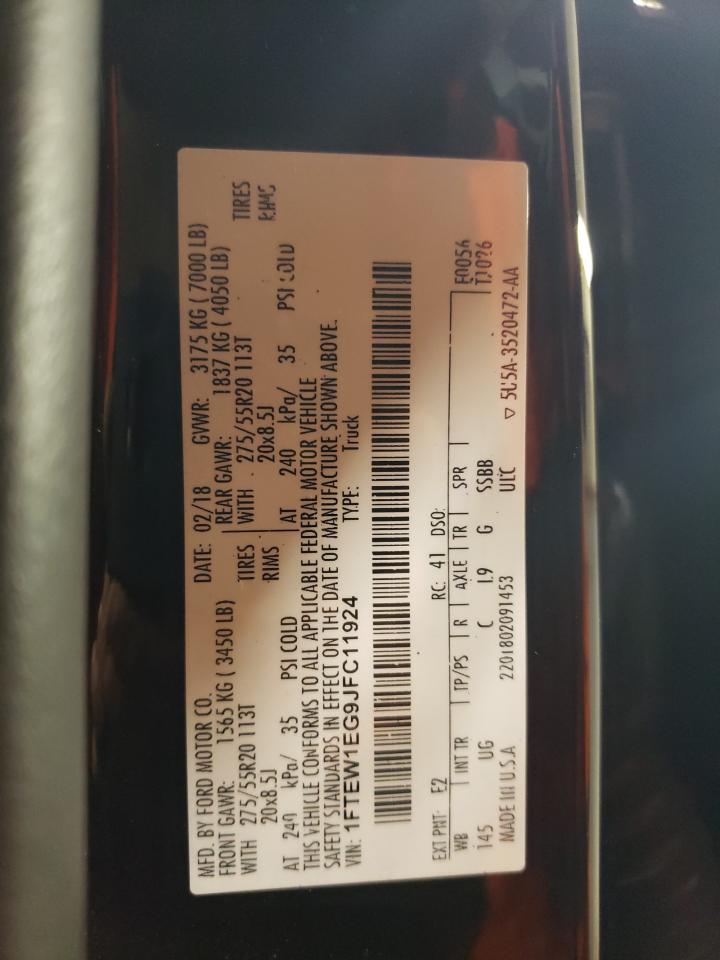 MFD. BY FORD MOTOR CO. DATE: 02/18 GVWR: 3175 KG ( 7000 LB)
FRONT GAWR: 1565 KG ( 3450 LB) REAR GAWR: 1837 KG ( 4050 LB)
WITH 275/55R20 113T TIRES WITH 275/55R20 113T TIRES
20x8.5J RIMS 20x8.5J
AT 240 kPa/ 35 PSI COLD AT 240 kPa/ 35 PSI COLD
THIS VEHICLE CONFORMS TO ALL APPLICABLE FEDERAL MOTOR VEHICLE
SAFETY STANDARDS IN EFFECT ON THE DATE OF MANUFACTURE SHOWN ABOVE.
VIN: 1FTEW1EG9JFC11924 TYPE: Truck
EXT PNT: E2 RC: 41 DSO:
WB INT TR TP/PS R AXLE TR SPR
145 UG C L9 G SSBB
MADE IN U.S.A 2201802091453 ULC ▽ 5U5A-3520472-AA